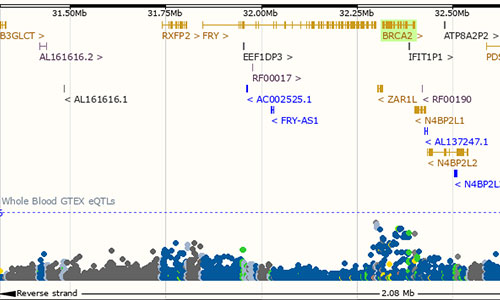 31.50Mb 31.75Mb 32.00Mb 32.25Mb 32.50Mb
B3GLCT > RXFP2 > FRY > BRCA2 > ATP8A2P2 >
AL161616.2 > EEF1DP3 > IFIT1P1 > PDS
RF00017 >
< AL161616.1 < AC002525.1 < ZAR1L < RF00190
< FRY-AS1 < N4BP2L1
< AL137247.1
< N4BP2L2
< N4BP2L
Whole Blood GTEX eQTLs
Reverse strand 2.08 Mb